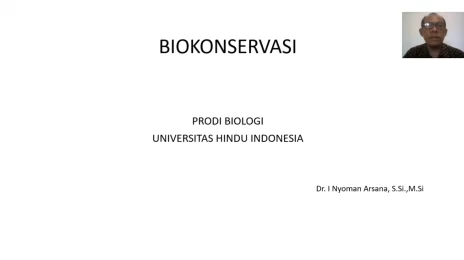 BIOKONSERVASI
PRODI BIOLOGI
UNIVERSITAS HINDU INDONESIA
Dr. I Nyoman Arsana, S.Si.,M.Si